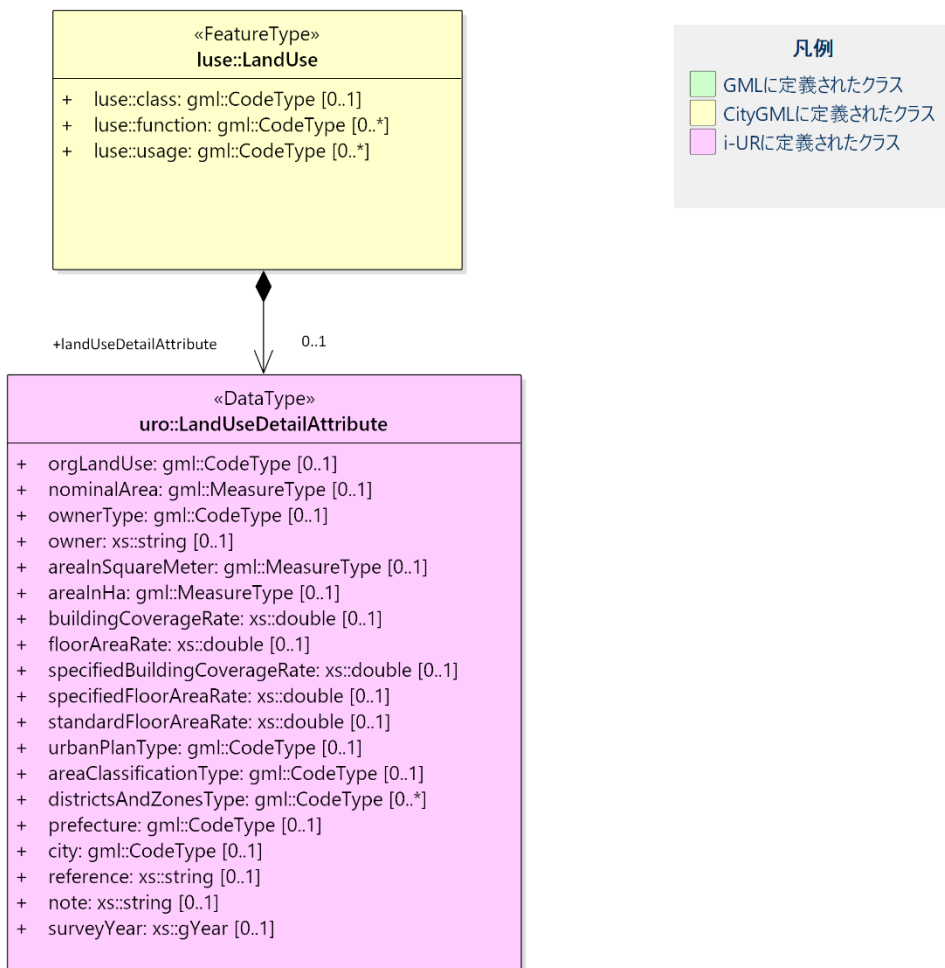 «FeatureType»
luse::LandUse
+ luse::class: gml::CodeType [0..1]
+ luse::function: gml::CodeType [0..*]
+ luse::usage: gml::CodeType [0..*]
凡例
GMLに定義されたクラス
CityGMLに定義されたクラス
i-URに定義されたクラス
+landUseDetailAttribute
0..1
«DataType»
uro::LandUseDetailAttribute
+ orgLandUse: gml::CodeType [0..1]
+ nominalArea: gml::MeasureType [0..1]
+ ownerType: gml::CodeType [0..1]
+ owner: xs::string [0..1]
+ areaInSquareMeter: gml::MeasureType [0..1]
+ areaInHa: gml::MeasureType [0..1]
+ buildingCoverageRate: xs::double [0..1]
+ floorAreaRate: xs::double [0..1]
+ specifiedBuildingCoverageRate: xs::double [0..1]
+ specifiedFloorAreaRate: xs::double [0..1]
+ standardFloorAreaRate: xs::double [0..1]
+ urbanPlanType: gml::CodeType [0..1]
+ areaClassificationType: gml::CodeType [0..1]
+ districtsAndZonesType: gml::CodeType [0..*]
+ prefecture: gml::CodeType [0..1]
+ city: gml::CodeType [0..1]
+ reference: xs::string [0..1]
+ note: xs::string [0..1]
+ surveyYear: xs::gYear [0..1]